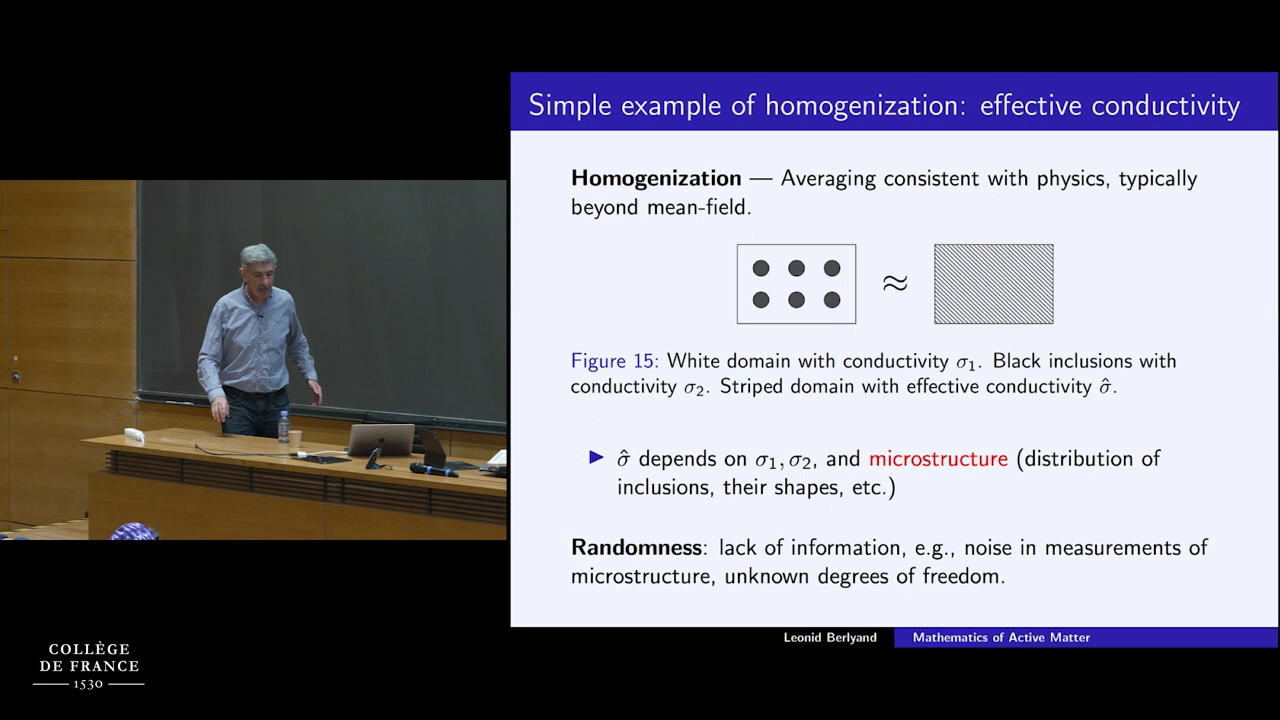 Simple example of homogenization: effective conductivity
Homogenization — Averaging consistent with physics, typically
beyond mean-field.
≈
Figure 15: White domain with conductivity σ₁. Black inclusions with
conductivity σ₂. Striped domain with effective conductivity σ̂.
▶ σ̂ depends on σ₁, σ₂, and microstructure (distribution of
inclusions, their shapes, etc.)
Randomness: lack of information, e.g., noise in measurements of
microstructure, unknown degrees of freedom.
Leonid Berlyand Mathematics of Active Matter
COLLÈGE
DE FRANCE
1530